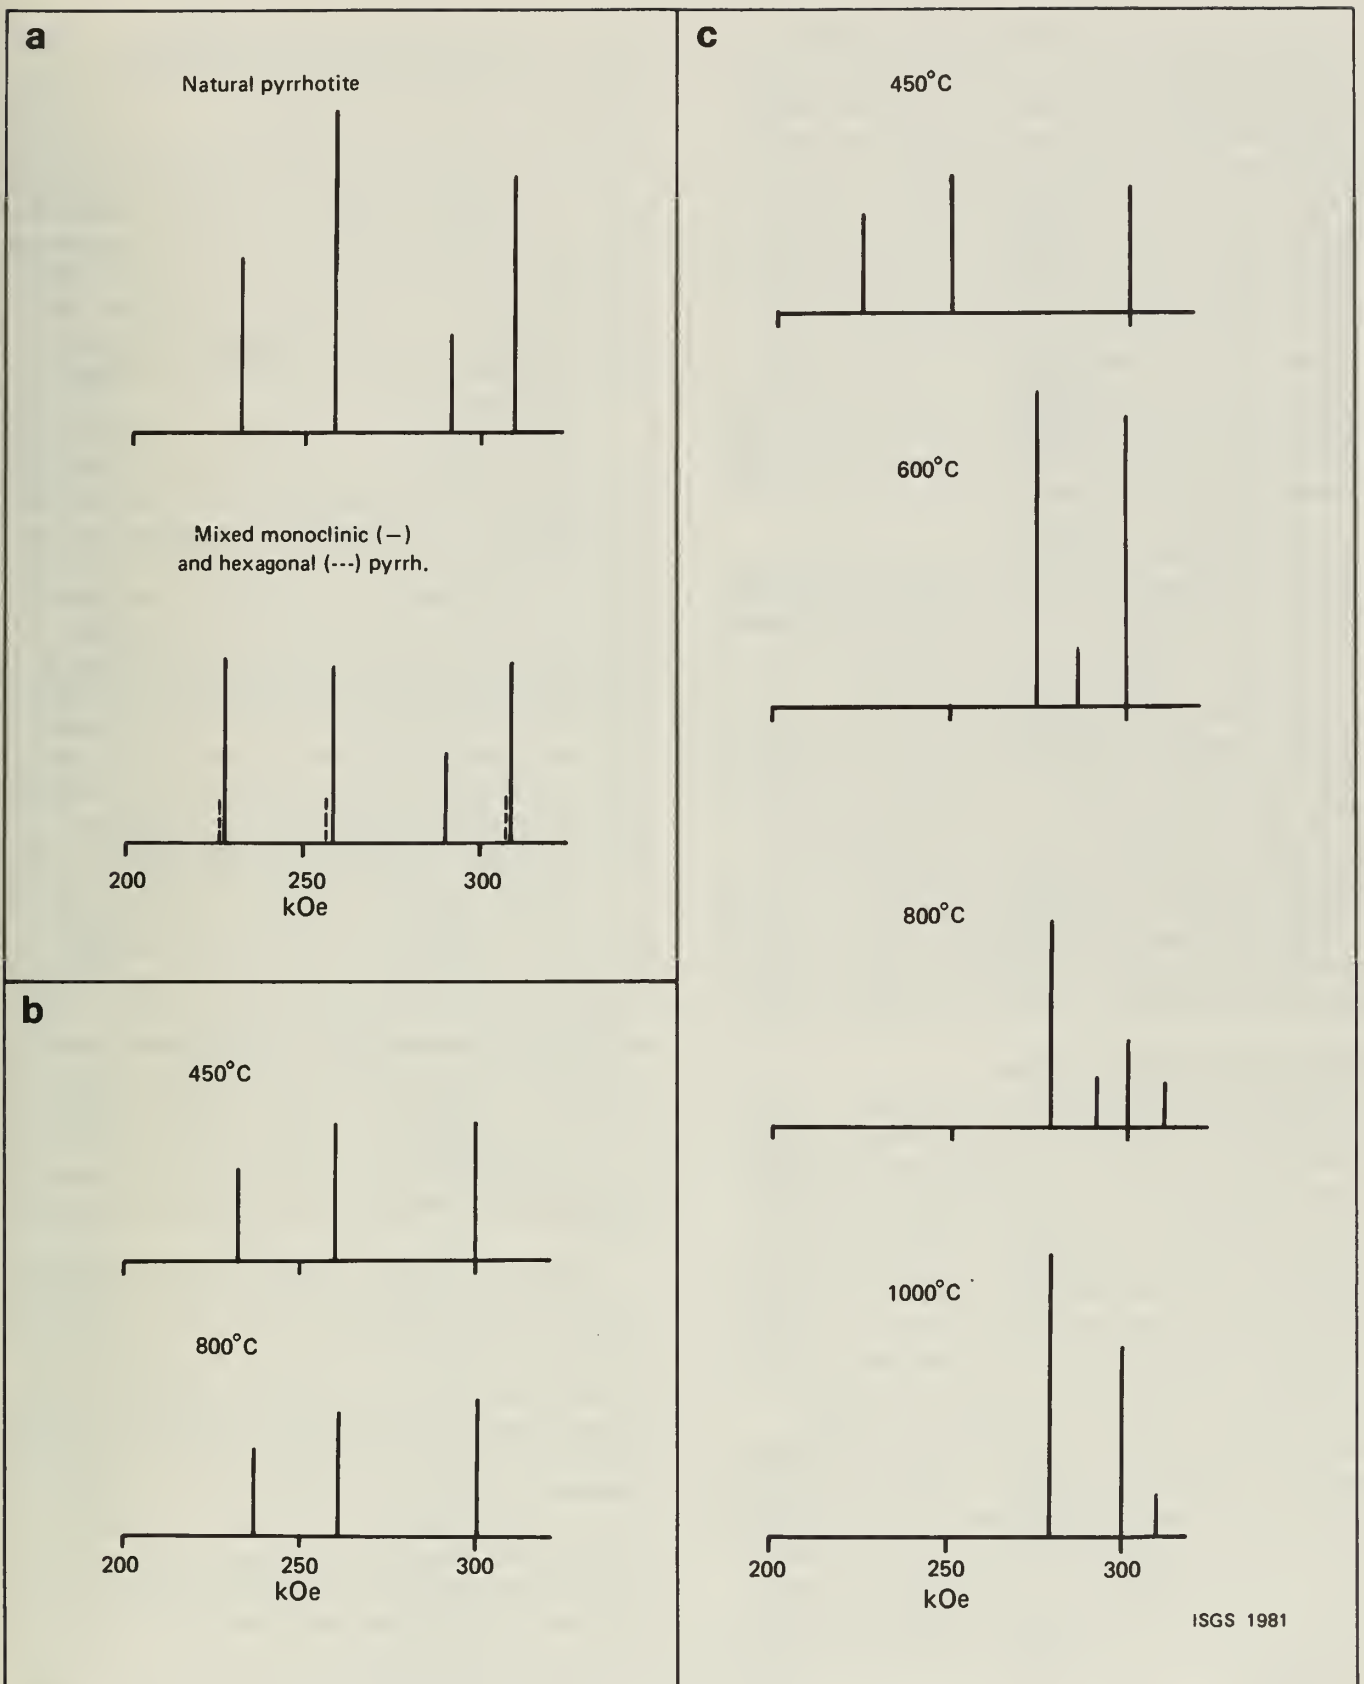 a
Natural pyrrhotite
Mixed monoclinic (—)
and hexagonal (---) pyrrh.
200 250 300
kOe
b
450°C
800°C
200 250 300
kOe
c
450°C
600°C
800°C
1000°C
200 250 300
kOe
ISGS 1981